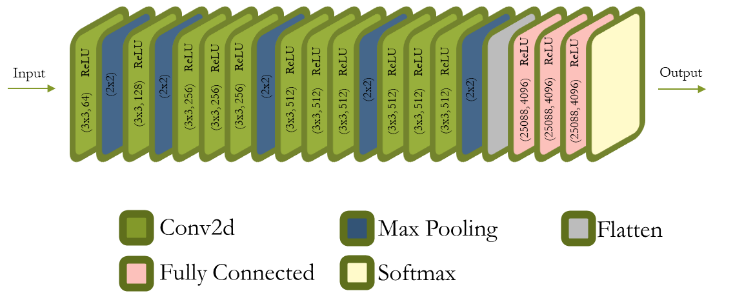 Input
(3x3, 64) ReLU
(2x2)
(3x3, 128) ReLU
(2x2)
(3x3, 256) ReLU
(3x3, 256) ReLU
(3x3, 256) ReLU
(2x2)
(3x3, 512) ReLU
(3x3, 512) ReLU
(3x3, 512) ReLU
(2x2)
(3x3, 512) ReLU
(3x3, 512) ReLU
(3x3, 512) ReLU
(2x2)
(25088, 4096) ReLU
(25088, 4096) ReLU
(25088, 4096) ReLU
Output
Conv2d
Max Pooling
Flatten
Fully Connected
Softmax